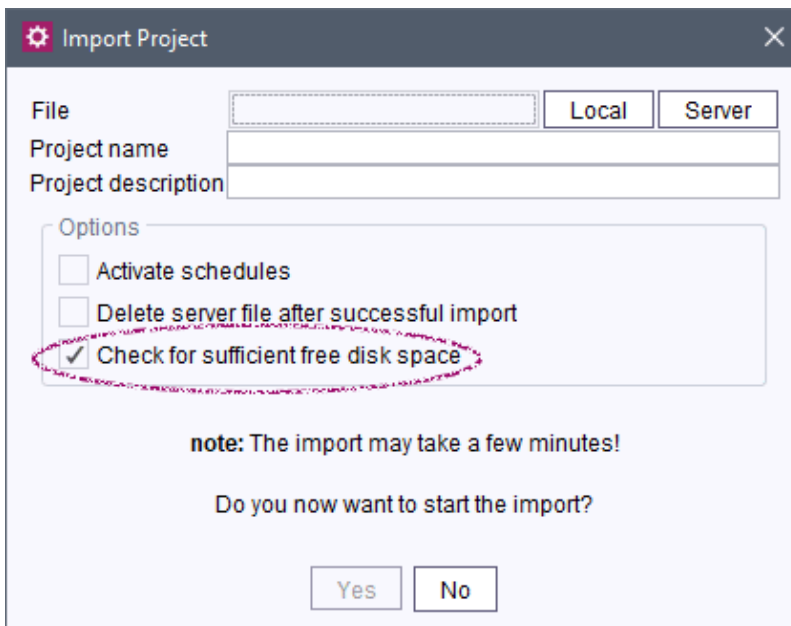 Import Project
File Local Server
Project name
Project description
Options
Activate schedules
Delete server file after successful import
Check for sufficient free disk space
note: The import may take a few minutes!
Do you now want to start the import?
Yes No